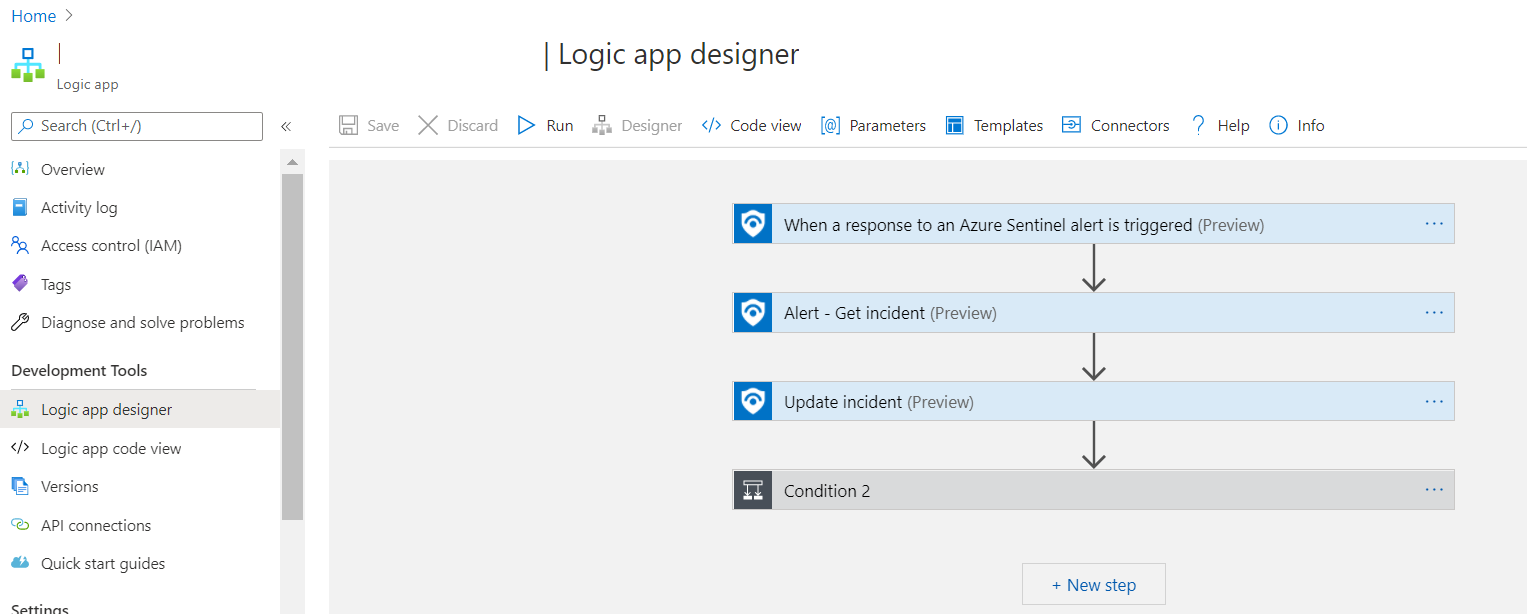 Home
Logic app
| Logic app designer
Search (Ctrl+/)
«
Overview
Activity log
Access control (IAM)
Tags
Diagnose and solve problems
Development Tools
Logic app designer
Logic app code view
Versions
API connections
Quick start guides
Settings
Save Discard Run Designer Code view Parameters Templates Connectors Help Info
When a response to an Azure Sentinel alert is triggered (Preview) ...
Alert - Get incident (Preview) ...
Update incident (Preview) ...
Condition 2 ...
+ New step